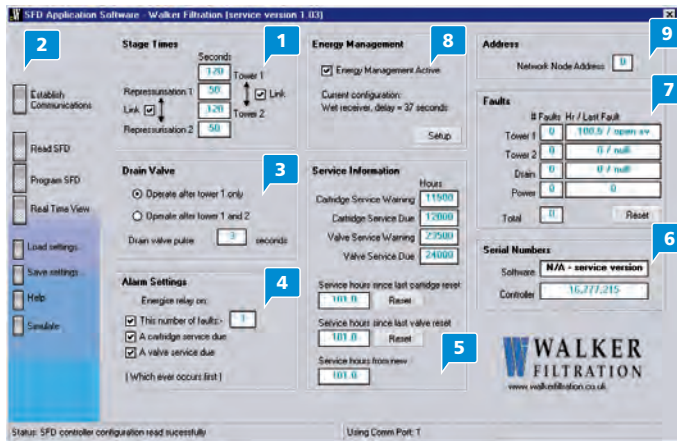 SFD Application Software - Walker Filtration (service version 1.03)
2
Establish
Communications
Read SFD
Program SFD
Real Time View
Load settings...
Save settings...
Help
Simulate
Stage Times
1
Seconds
120 Tower 1
Repressurisation 1 50
Link Link
120 Tower 2
Repressurisation 2 50
Drain Valve
3
Operate after tower 1 only
Operate after tower 1 and 2
Drain valve pulse 3 seconds
Alarm Settings
4
Energise relay on:
This number of faults:-
A cartridge service due
A valve service due
(Which ever occurs first)
Energy Management
8
Energy Management Active
Current configuration:
Wet receiver, delay = 37 seconds
Setup
Service Information
Hours
Cartridge Service Warning 11500
Cartridge Service Due 12000
Valve Service Warning 23500
Valve Service Due 24000
Service hours since last cartridge reset
101.0 Reset
Service hours since last valve reset
101.0 Reset
5
Service hours from new
101.0
Address
9
Network Node Address 0
Faults
7
# Faults Hr / Last Fault
Tower 1 0 100.6 / open sv
Tower 2 0 0 / null
Drain 0 0 / null
Power 0 0
Total 0 Reset
Serial Numbers
6
Software N/A - service version
Controller 16,777,215
WALKER
FILTRATION
www.walkerfiltration.co.uk
Status: SFD controller configuration read sucessfully
Using Comm Port: 1